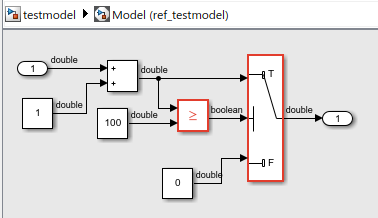 testmodel ▶ Model (ref_testmodel)
double
double
1
+
+
T
double
1
double
100
≥
boolean
double
1
0
F
double